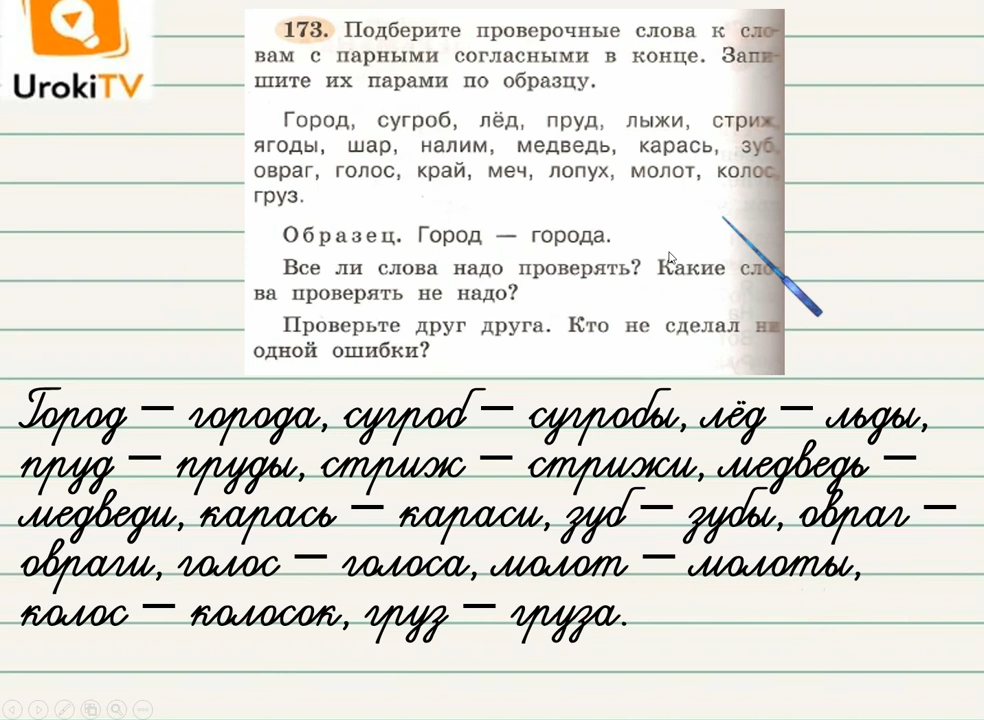 UrokiTV
173. Подберите проверочные слова к сло-
вам с парными согласными в конце. Запи-
шите их парами по образцу.
Город, сугроб, лёд, пруд, лыжи, стриж,
ягоды, шар, налим, медведь, карась, зуб,
овраг, голос, край, меч, лопух, молот, колос,
груз.
Образец. Город — города.
Все ли слова надо проверять? Какие сло-
ва проверять не надо?
Проверьте друг друга. Кто не сделал ни
одной ошибки?
Город — города, сугроб — сугробы, лёд — льды,
пруд — пруды, стриж — стрижи, медведь —
медведи, карась — караси, зуб — зубы, овраг —
овраги, голос — голоса, молот — молоты,
колос — колосок, груз — груза.